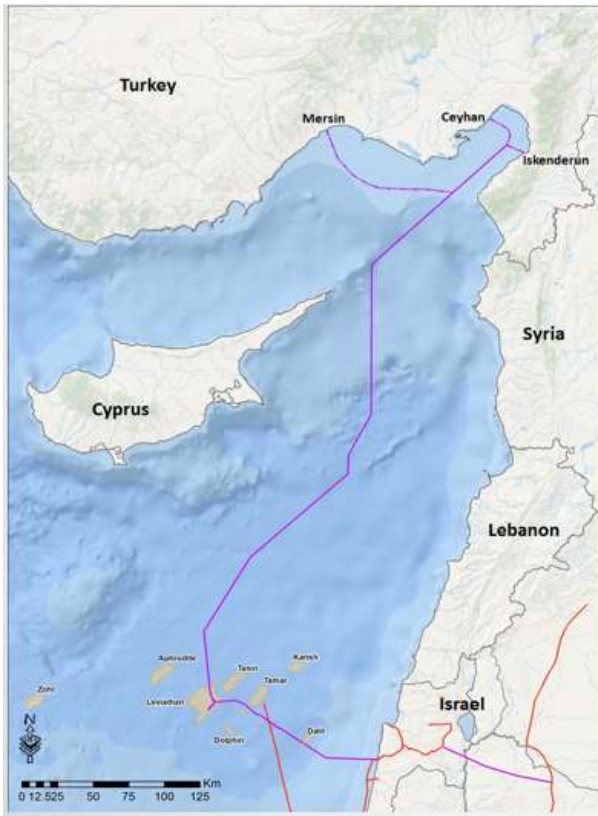 Turkey
Mersin
Ceyhan
Iskenderun
Syria
Cyprus
Lebanon
Aphrodite
Tanin
Karish
Zohr
Leviathan
Tamar
Israel
Dolphin
Dalit
N
Km
0 12.525 50 75 100 125